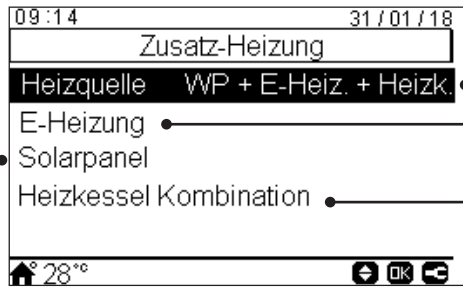 09:14 31/01/18
Zusatz-Heizung
Heizquelle WP + E-Heiz. + Heizk.
E-Heizung
Solarpanel
Heizkessel Kombination
28°° OK